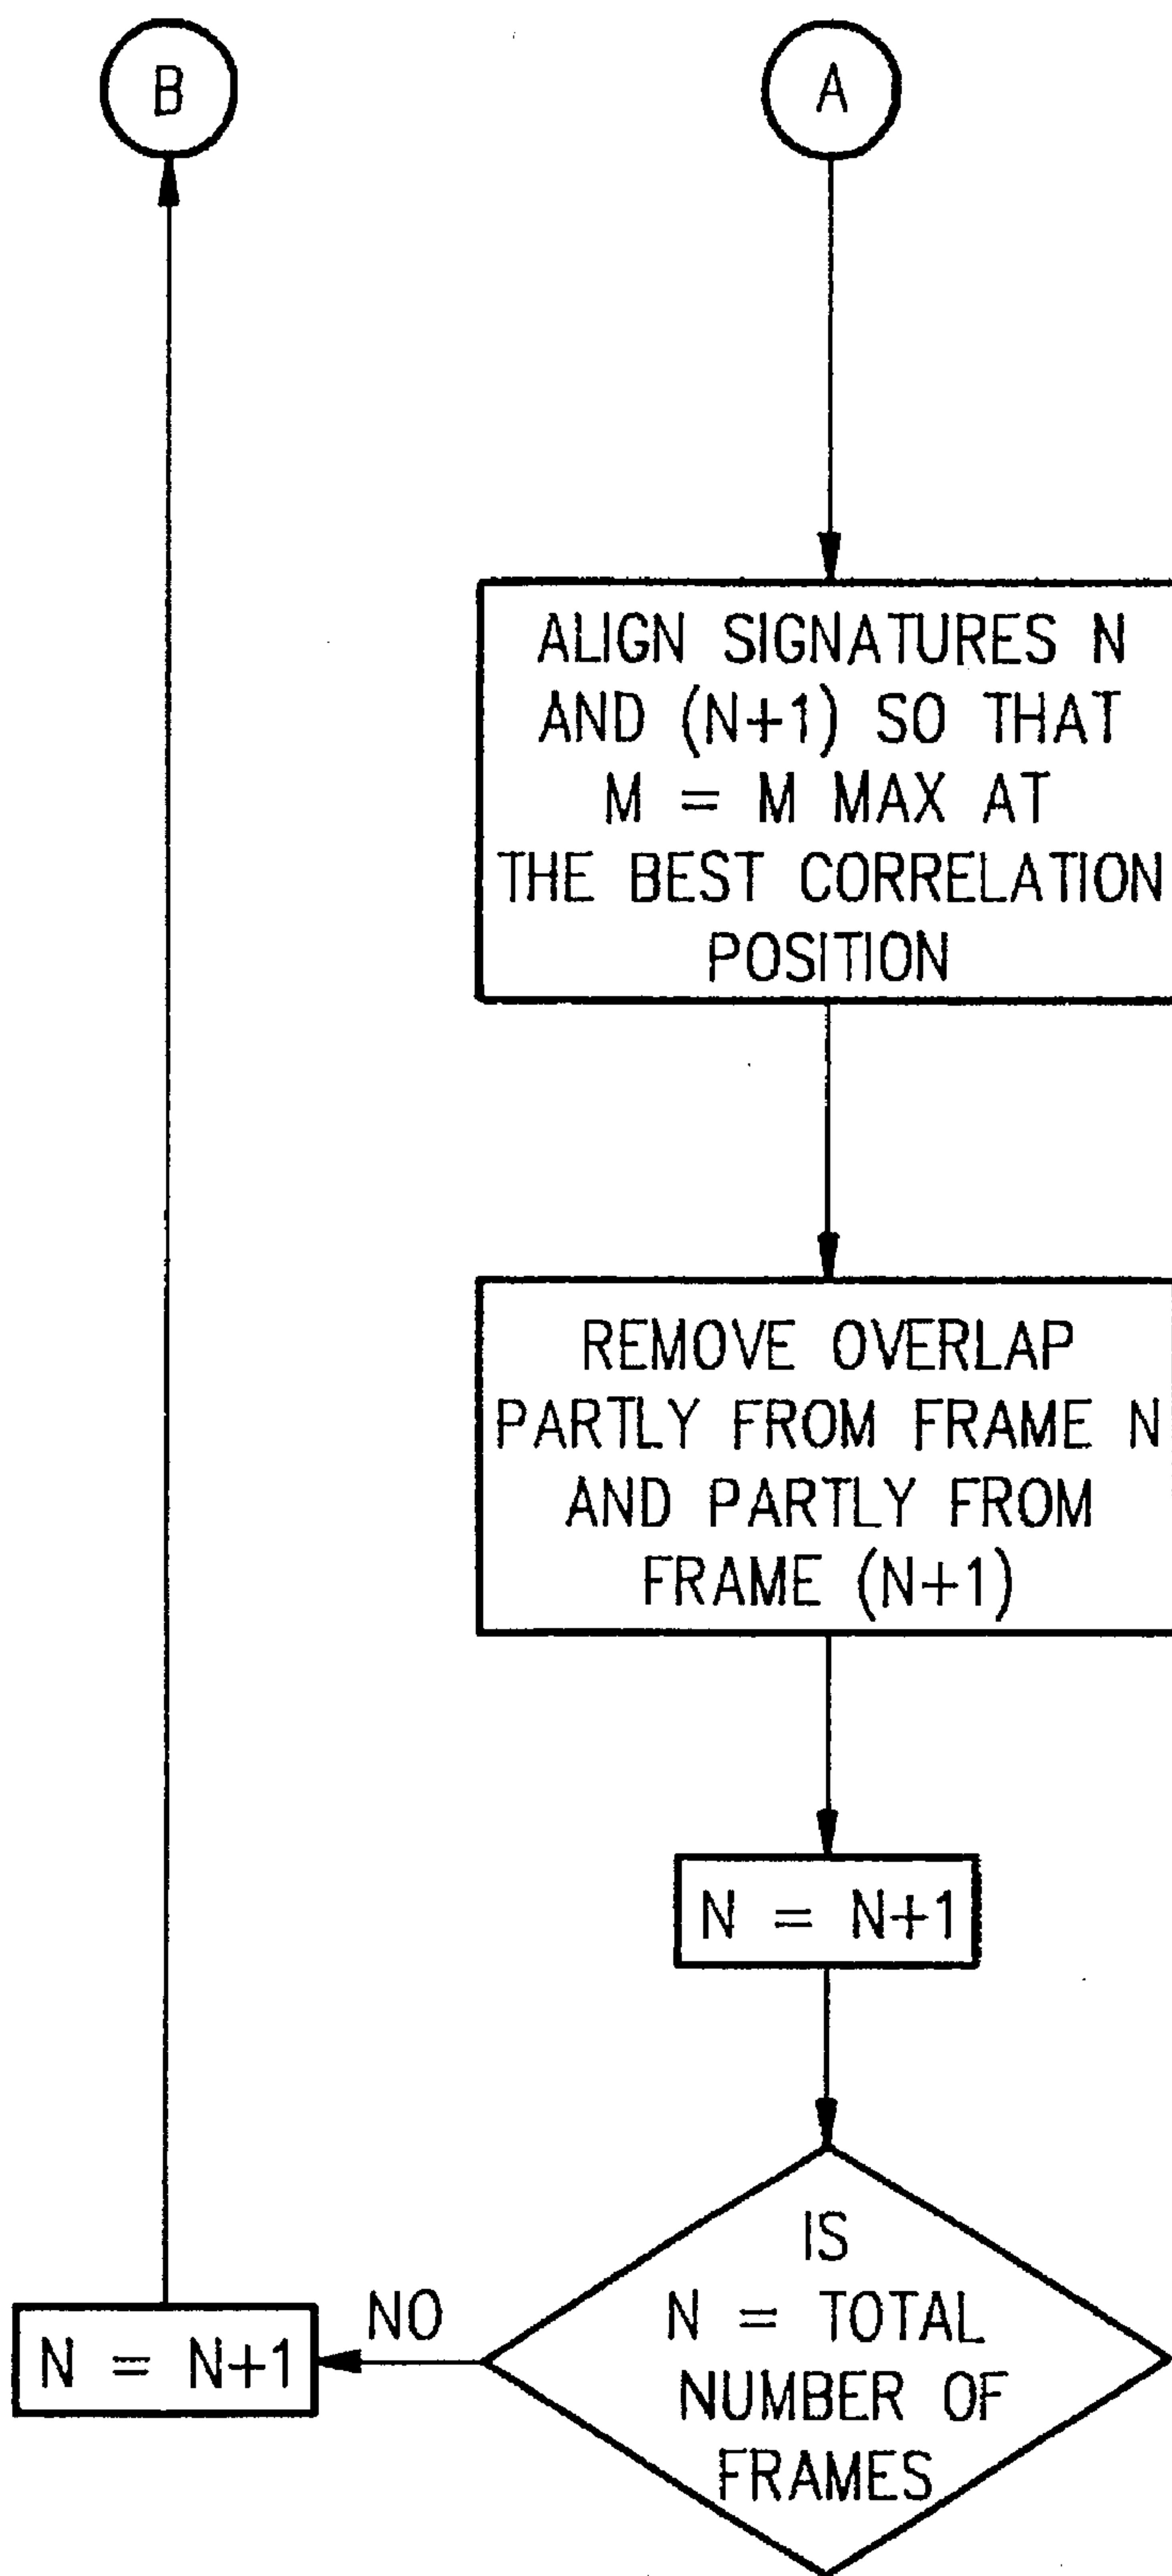 B
A
ALIGN SIGNATURES N
AND (N+1) SO THAT
M = M MAX AT
THE BEST CORRELATION
POSITION
REMOVE OVERLAP
PARTLY FROM FRAME N
AND PARTLY FROM
FRAME (N+1)
N = N+1
IS
N = TOTAL
NUMBER OF
FRAMES
NO
N = N+1